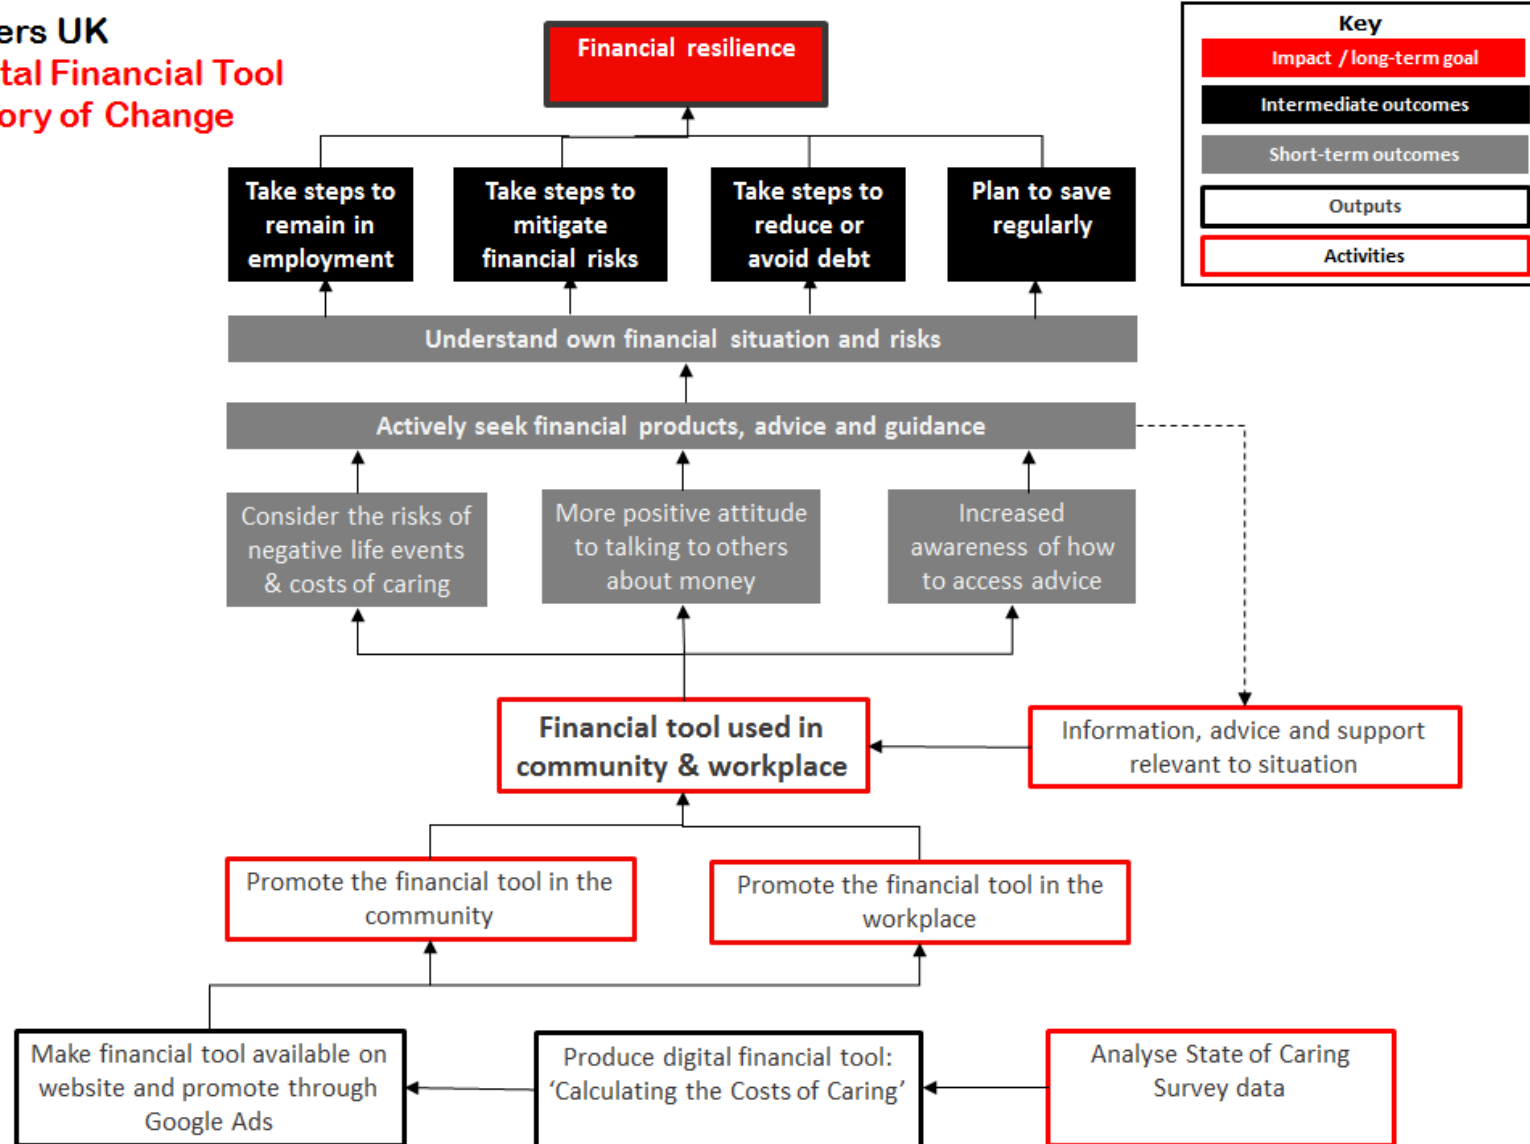 ers UK
tal Financial Tool
ory of Change
Financial resilience
Key
Impact / long-term goal
Intermediate outcomes
Short-term outcomes
Outputs
Activities
Take steps to
remain in
employment
Take steps to
mitigate
financial risks
Take steps to
reduce or
avoid debt
Plan to save
regularly
Understand own financial situation and risks
Actively seek financial products, advice and guidance
Consider the risks of
negative life events
& costs of caring
More positive attitude
to talking to others
about money
Increased
awareness of how
to access advice
Financial tool used in
community & workplace
Information, advice and support
relevant to situation
Promote the financial tool in the
community
Promote the financial tool in the
workplace
Make financial tool available on
website and promote through
Google Ads
Produce digital financial tool:
‘Calculating the Costs of Caring’
Analyse State of Caring
Survey data